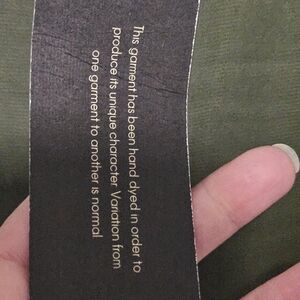 This garment has been hand dyed in order to
produce its unique character Variation from
one garment to another is normal